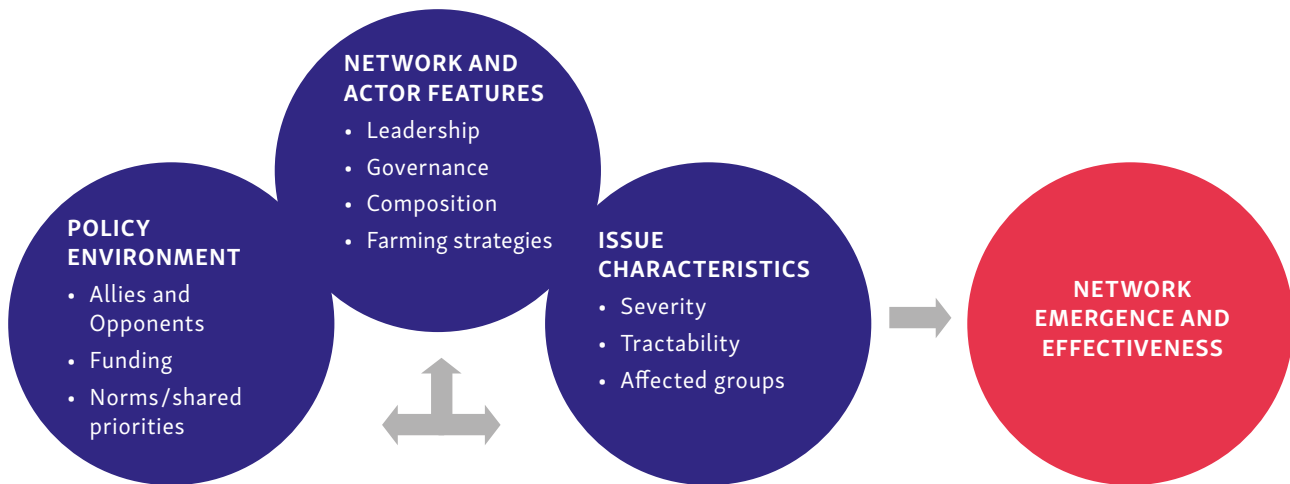 NETWORK AND
ACTOR FEATURES
• Leadership
• Governance
• Composition
• Farming strategies
POLICY
ENVIRONMENT
• Allies and
Opponents
• Funding
• Norms/shared
priorities
ISSUE
CHARACTERISTICS
• Severity
• Tractability
• Affected groups
NETWORK
EMERGENCE AND
EFFECTIVENESS